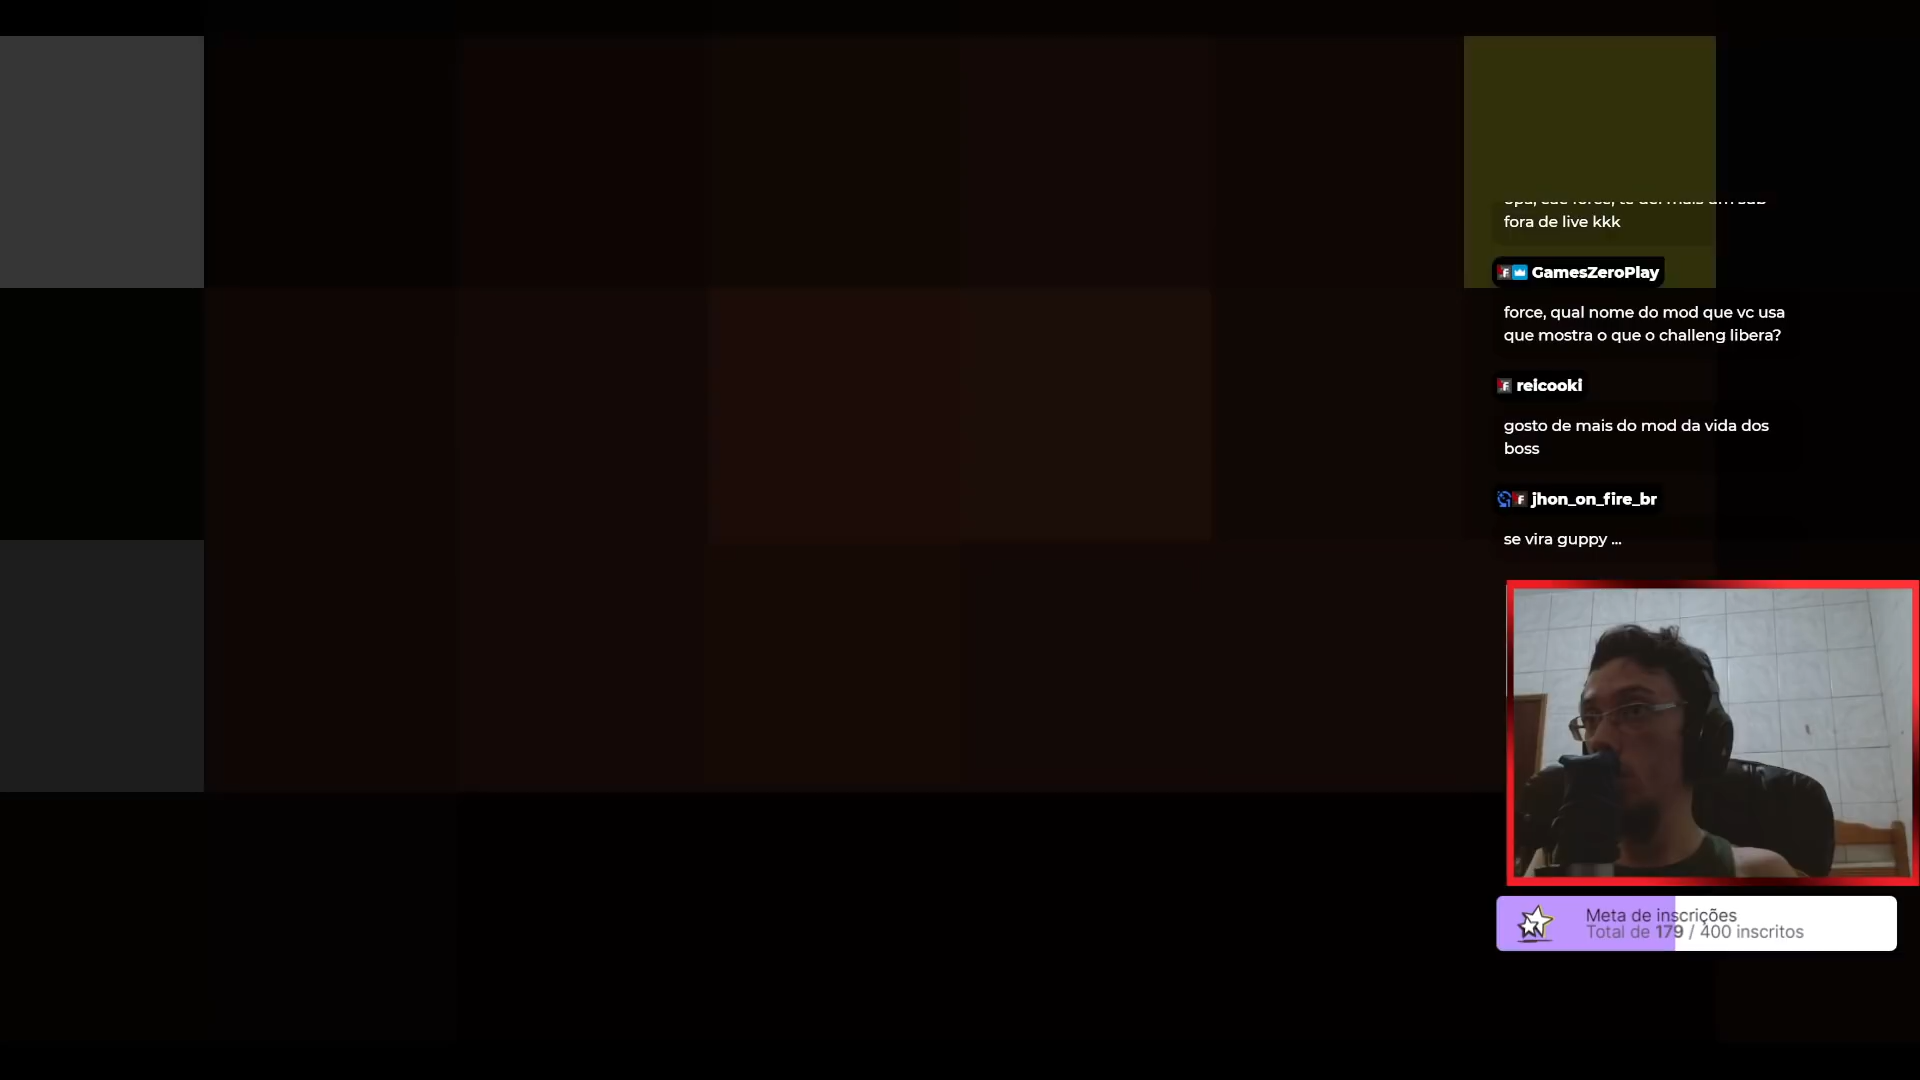 fora de live kkk
GamesZeroPlay
force, qual nome do mod que vc usa
que mostra o que o challeng libera?
reicooki
gosto de mais do mod da vida dos
boss
jhon_on_fire_br
se vira guppy ...
Meta de inscrições
Total de 179 / 400 inscritos